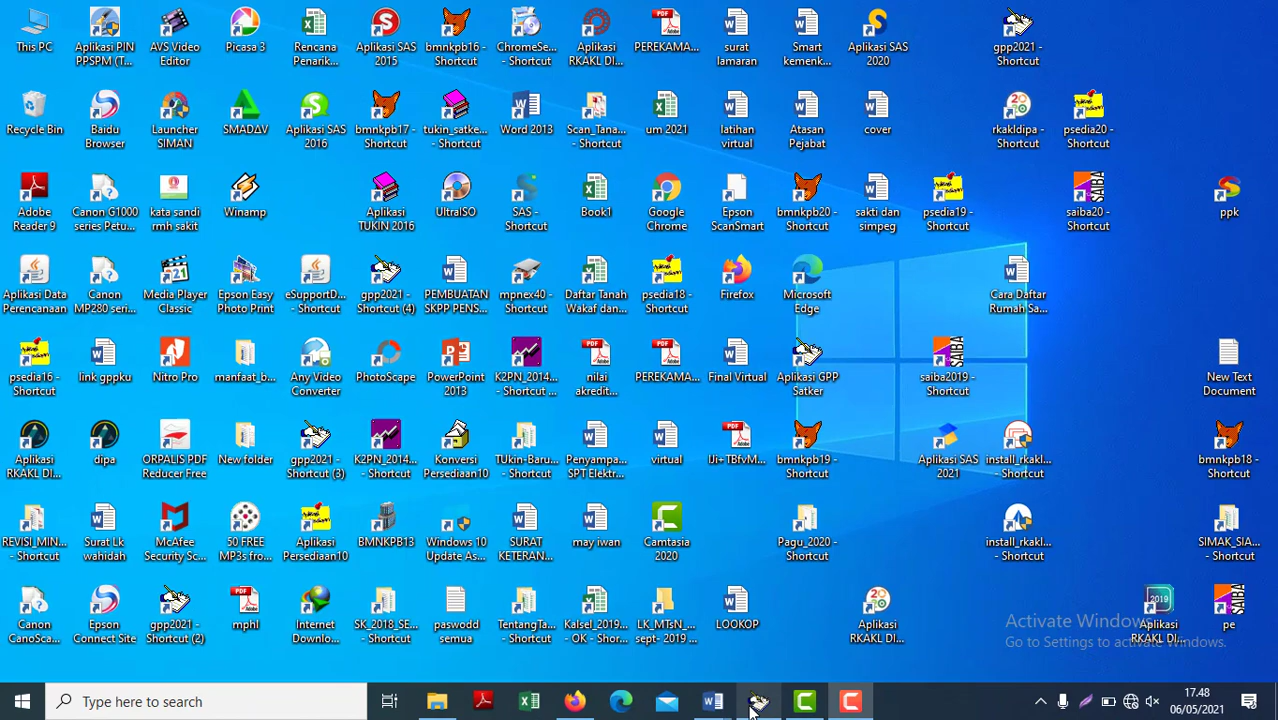 This PC
Aplikasi PIN PPSPM (T...
AVS Video Editor
Picasa 3
Rencana Penarik...
Aplikasi SAS 2015
bmnkpb16 - Shortcut
ChromeSe... - Shortcut
Aplikasi RKAKL DI...
PEREKAMA...
surat lamaran
Smart kemenk...
Aplikasi SAS 2020
gpp2021 - Shortcut
Recycle Bin
Baidu Browser
Launcher SIMAN
SMADΔV
Aplikasi SAS 2016
bmnkpb17 - Shortcut
tukin_satke... - Shortcut
Word 2013
Scan_Tana... - Shortcut
um 2021
latihan virtual
Atasan Pejabat
cover
rkakldipa - Shortcut
psedia20 - Shortcut
Adobe Reader 9
Canon G1000 series Petu...
kata sandi rmh sakit
Winamp
Aplikasi TUKIN 2016
UltraISO
SAS - Shortcut
Book1
Google Chrome
Epson ScanSmart
bmnkpb20 - Shortcut
sakti dan simpeg
psedia19 - Shortcut
saiba20 - Shortcut
ppk
Aplikasi Data Perencanaan
Canon MP280 seri...
Media Player Classic
Epson Easy Photo Print
eSupportD... - Shortcut
gpp2021 - Shortcut (4)
PEMBUATAN SKPP PENS...
mpnex40 - Shortcut
Daftar Tanah Wakaf dan...
psedia18 - Shortcut
Firefox
Microsoft Edge
Cara Daftar Rumah Sa...
psedia16 - Shortcut
link gppku
Nitro Pro
manfaat_b...
Any Video Converter
PhotoScape
PowerPoint 2013
K2PN_2014... - Shortcut ...
nilai akredit...
PEREKAMA...
Final Virtual
Aplikasi GPP Satker
saiba2019 - Shortcut
New Text Document
Aplikasi RKAKL DI...
dipa
ORPALIS PDF Reducer Free
New folder
gpp2021 - Shortcut (3)
K2PN_2014... - Shortcut
Konversi Persediaan10
TUkin-Baru... - Shortcut
Penyampa... SPT Elektr...
virtual
IJi+TBfvM...
bmnkpb19 - Shortcut
Aplikasi SAS 2021
install_rkakl... - Shortcut
bmnkpb18 - Shortcut
REVISI_MIN... - Shortcut
Surat Lk wahidah
McAfee Security Sc...
50 FREE MP3s fro...
Aplikasi Persediaan10
BMNKPB13
Windows 10 Update As...
SURAT KETERAN...
may iwan
Camtasia 2020
Pagu_2020 - Shortcut
install_rkakl... - Shortcut
SIMAK_SIA... - Shortcut
Canon CanoSca...
Epson Connect Site
gpp2021 - Shortcut (2)
mphl
Internet Downlo...
SK_2018_SE... - Shortcut
paswodd semua
TentangTa... - Shortcut
Kalsel_2019... - OK - Shor...
LK_MTsN_... sept- 2019 ...
LOOKOP
Aplikasi RKAKL DI...
2019
Aplikasi RKAKL DI...
pe
Activate Windows
Go to Settings to activate Windows.
Type here to search
17.48
06/05/2021